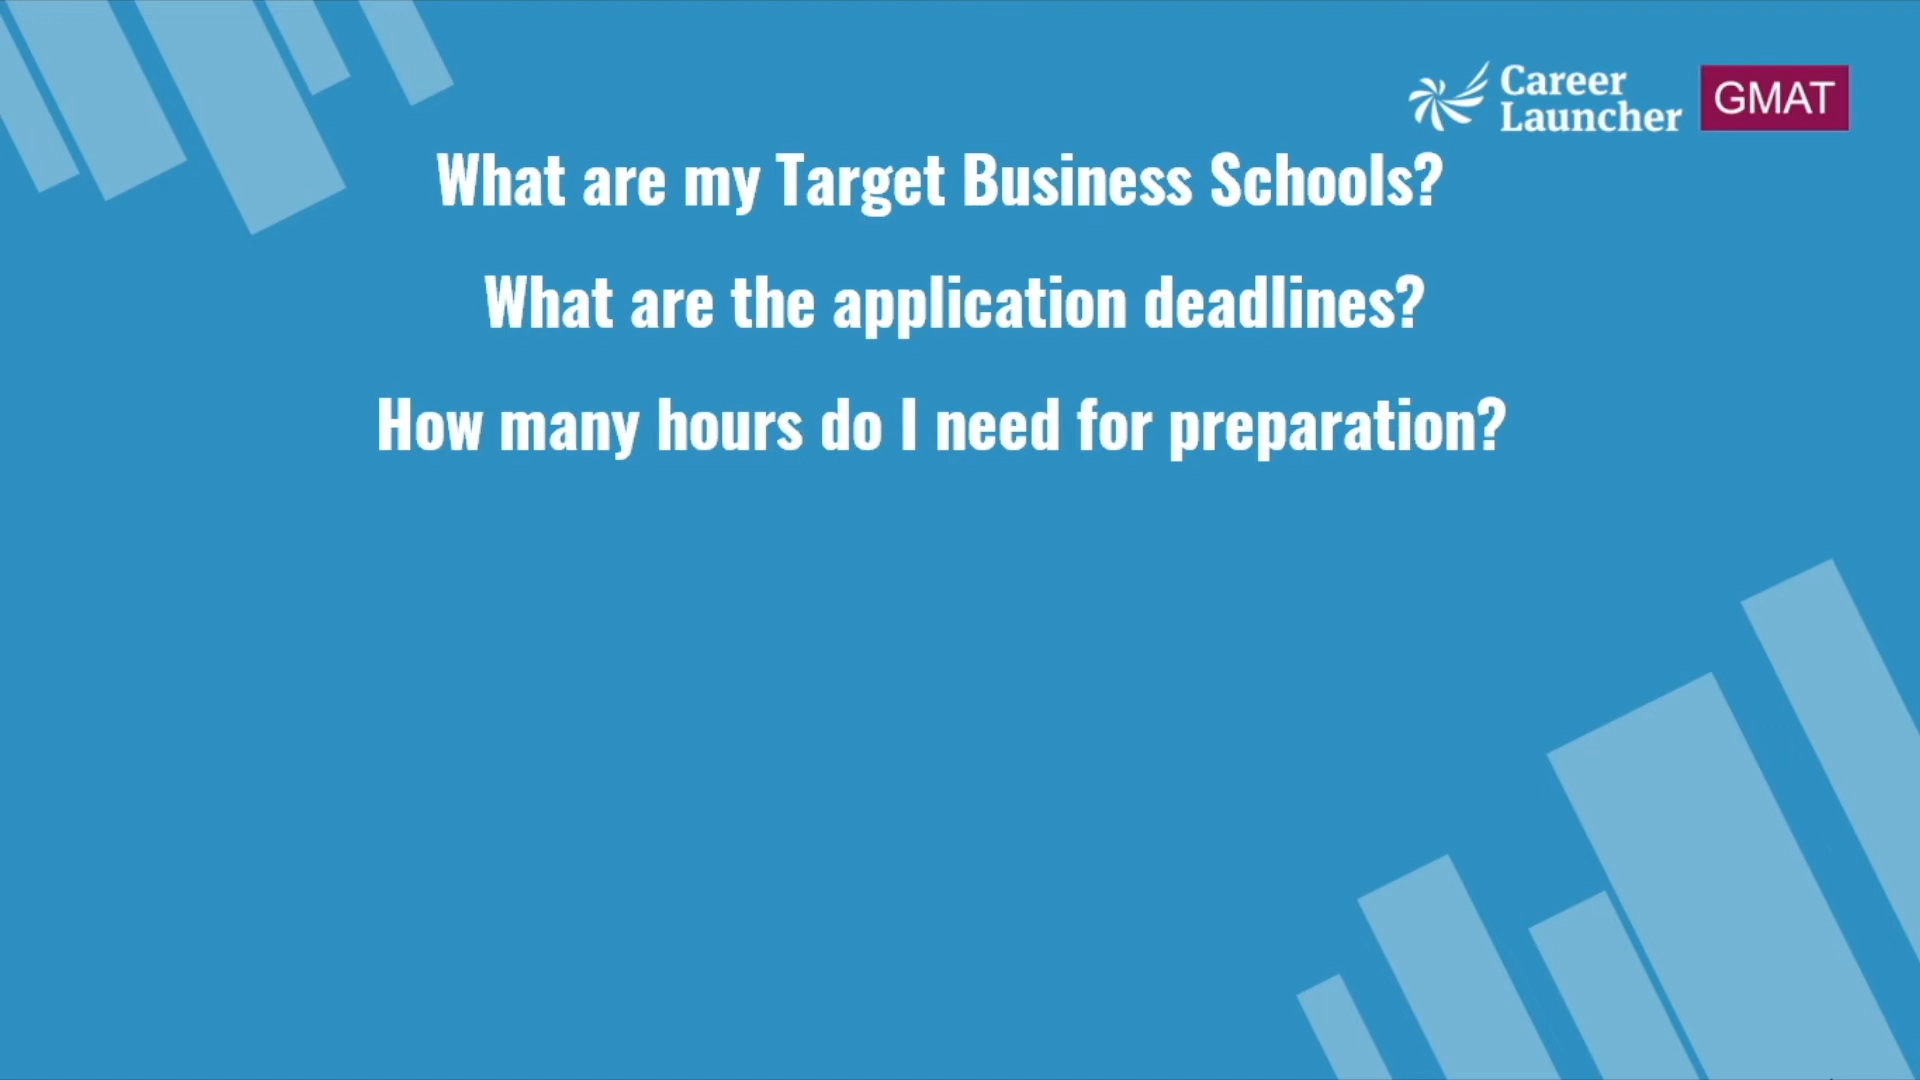 Career
Launcher
GMAT
What are my Target Business Schools?
What are the application deadlines?
How many hours do I need for preparation?